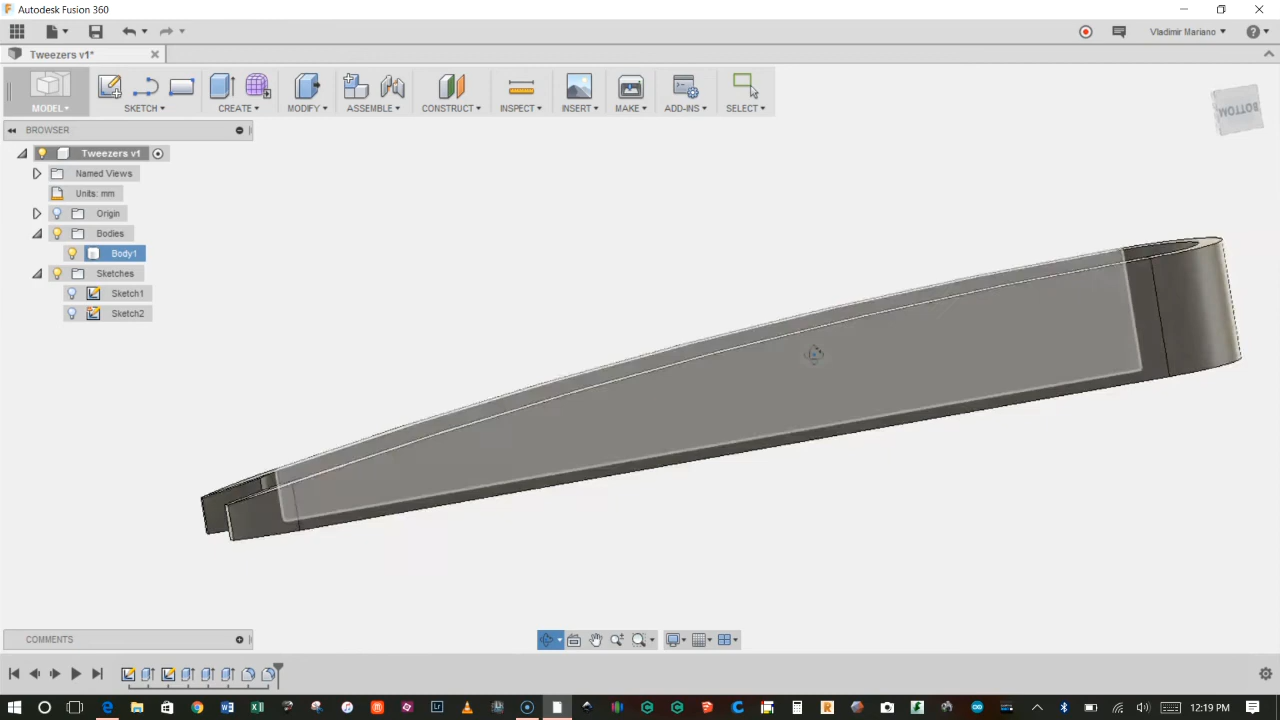 Autodesk Fusion 360
Vladimir Mariano
Tweezers v1*
MODEL
SKETCH
CREATE
MODIFY
ASSEMBLE
CONSTRUCT
INSPECT
INSERT
MAKE
ADD-INS
SELECT
BOTTOM
BROWSER
Tweezers v1
Named Views
Units: mm
Origin
Bodies
Body1
Sketches
Sketch1
Sketch2
COMMENTS
12:19 PM